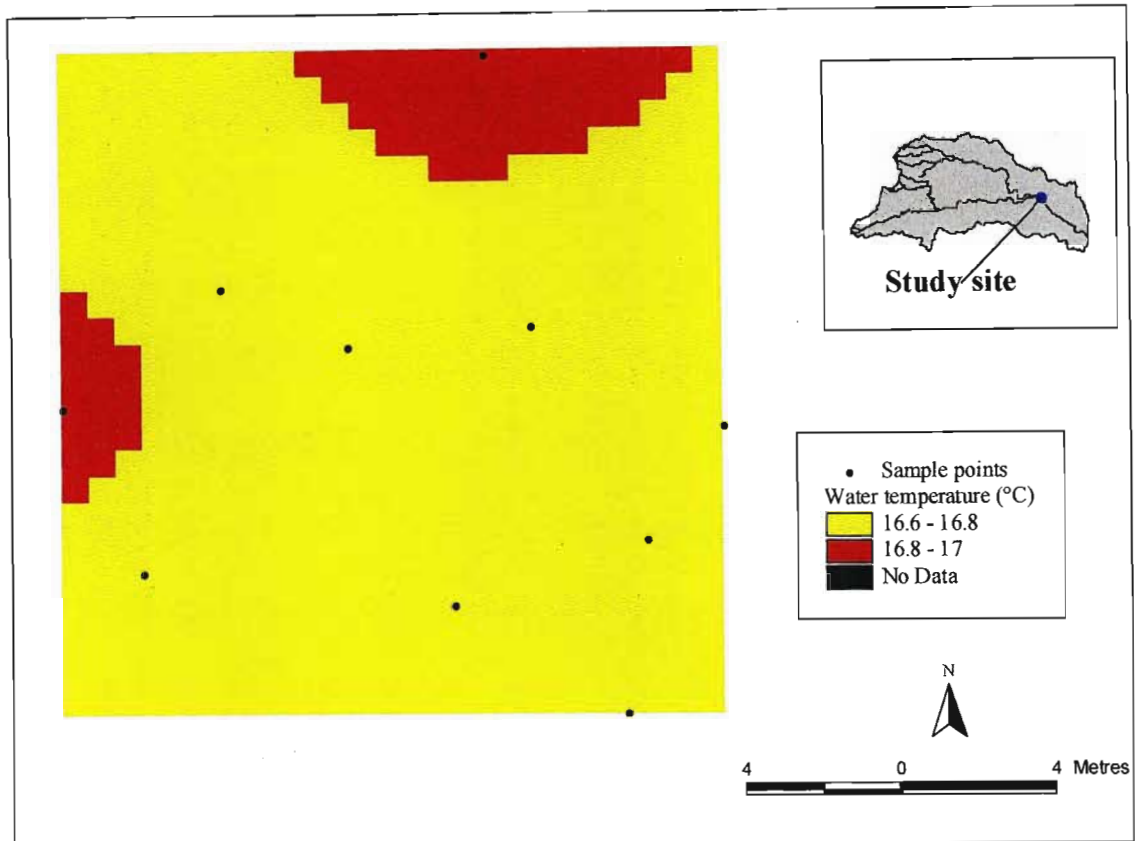 Study site
Sample points
Water temperature (°C)
16.6 - 16.8
16.8 - 17
No Data
N
4 0 4 Metres